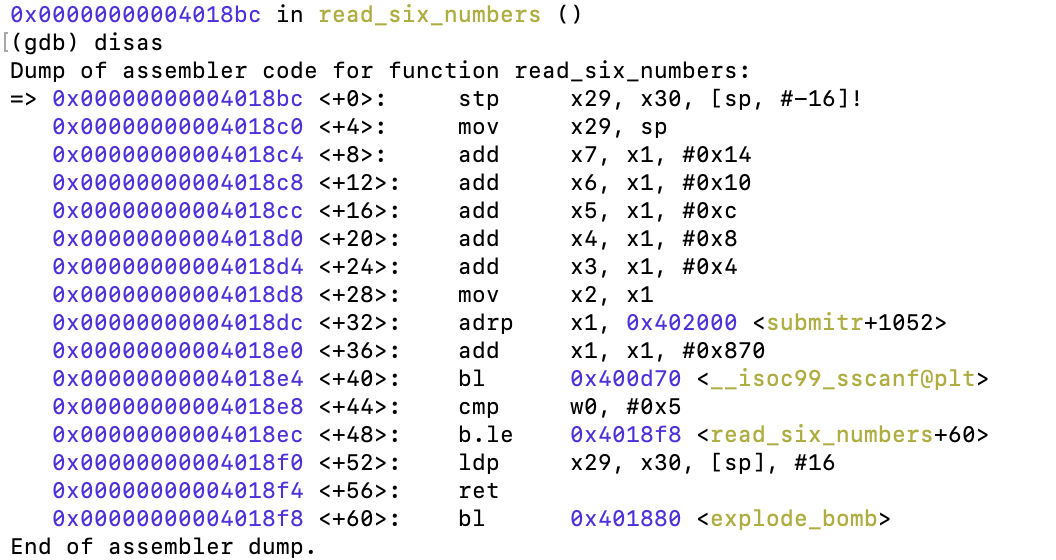 0x00000000004018bc in read_six_numbers ()
(gdb) disas
Dump of assembler code for function read_six_numbers:
=> 0x00000000004018bc <+0>:	stp	x29, x30, [sp, #-16]!
0x00000000004018c0 <+4>:	mov	x29, sp
0x00000000004018c4 <+8>:	add	x7, x1, #0x14
0x00000000004018c8 <+12>:	add	x6, x1, #0x10
0x00000000004018cc <+16>:	add	x5, x1, #0xc
0x00000000004018d0 <+20>:	add	x4, x1, #0x8
0x00000000004018d4 <+24>:	add	x3, x1, #0x4
0x00000000004018d8 <+28>:	mov	x2, x1
0x00000000004018dc <+32>:	adrp	x1, 0x402000 <submitr+1052>
0x00000000004018e0 <+36>:	add	x1, x1, #0x870
0x00000000004018e4 <+40>:	bl	0x400d70 <__isoc99_sscanf@plt>
0x00000000004018e8 <+44>:	cmp	w0, #0x5
0x00000000004018ec <+48>:	b.le	0x4018f8 <read_six_numbers+60>
0x00000000004018f0 <+52>:	ldp	x29, x30, [sp], #16
0x00000000004018f4 <+56>:	ret
0x00000000004018f8 <+60>:	bl	0x401880 <explode_bomb>
End of assembler dump.